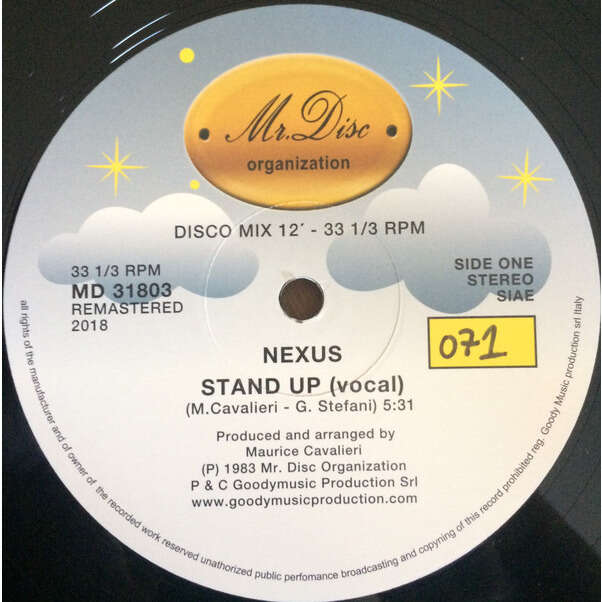 Mr. Disc
organization
DISCO MIX 12´ - 33 1/3 RPM
33 1/3 RPM
MD 31803
REMASTERED
2018
SIDE ONE
STEREO
SIAE
071
NEXUS
STAND UP (vocal)
(M.Cavalieri - G. Stefani) 5:31
Produced and arranged by
Maurice Cavalieri
(P) 1983 Mr. Disc Organization
P & C Goodymusic Production Srl
www.goodymusicproduction.com
all rights of the manufacturer and of owner of the recorded work reserved unathorized public perfomance broadcasting and copryning of this record prohibited reg. Goody Music production srl Italy